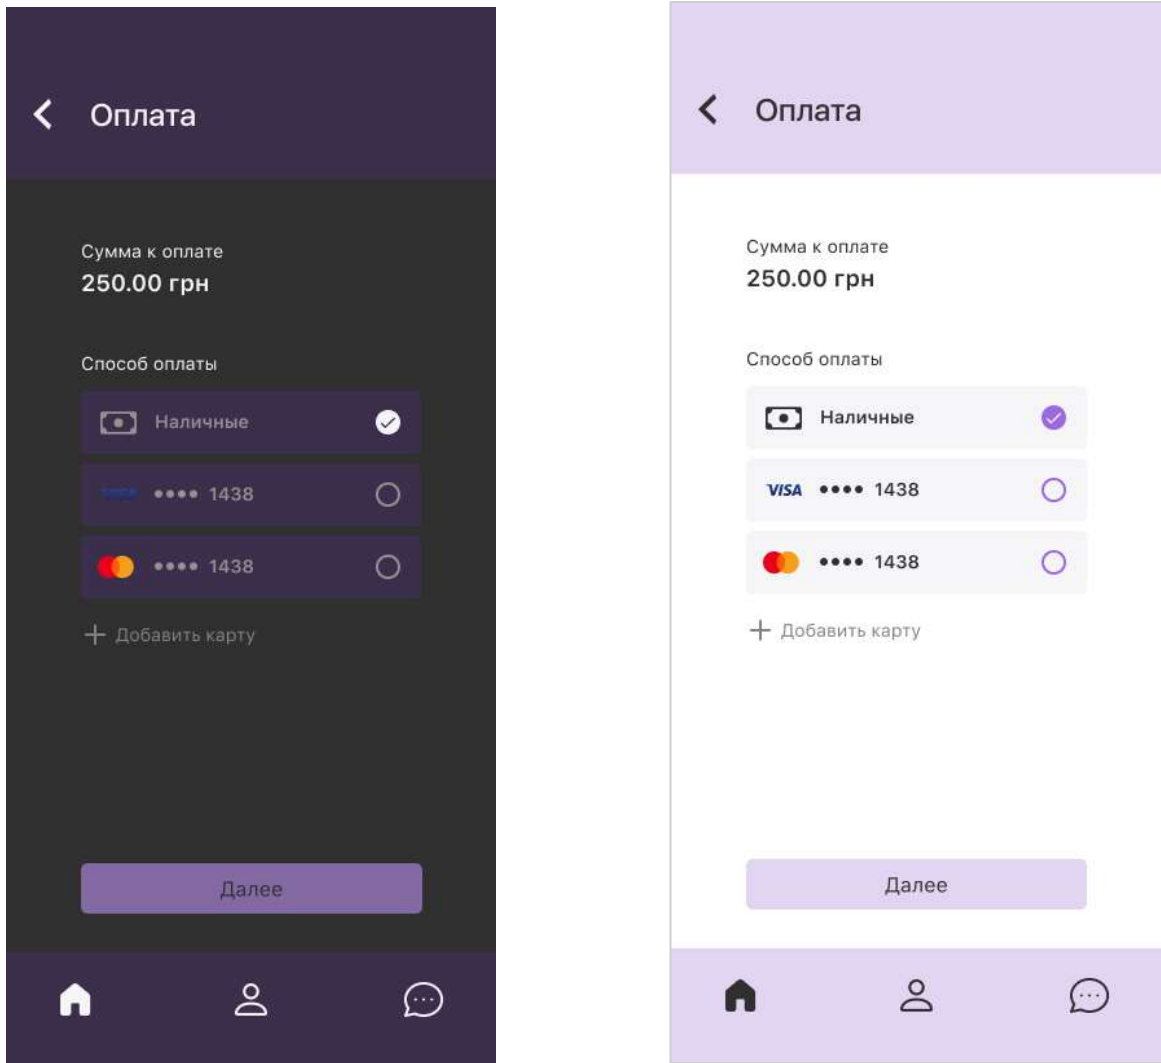 Оплата
Сумма к оплате
250.00 грн
Способ оплаты
Наличные
•••• 1438
•••• 1438
Добавить карту
Далее
Оплата
Сумма к оплате
250.00 грн
Способ оплаты
Наличные
VISA •••• 1438
•••• 1438
Добавить карту
Далее